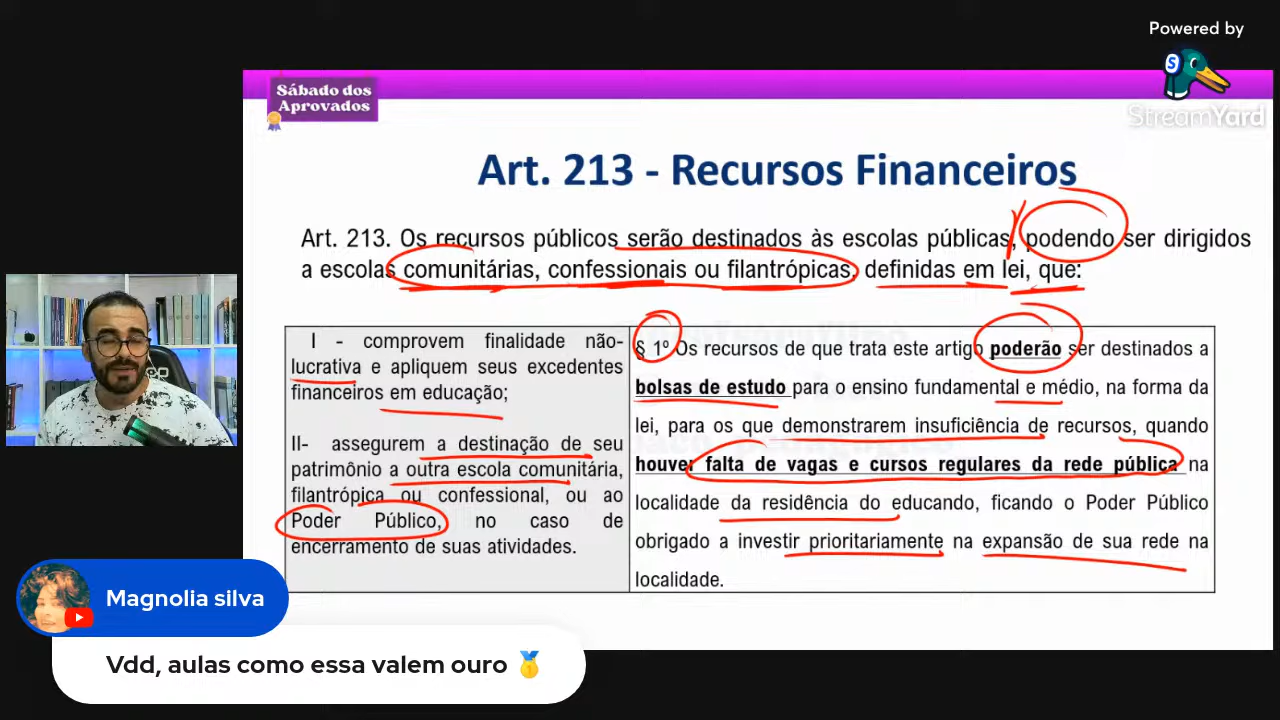 Powered by
StreamYard
Sábado dos
Aprovados
Art. 213 - Recursos Financeiros
Art. 213. Os recursos públicos serão destinados às escolas públicas, podendo ser dirigidos
a escolas comunitárias, confessionais ou filantrópicas, definidas em lei, que:
I - comprovem finalidade não-
lucrativa e apliquem seus excedentes
financeiros em educação;
II- assegurem a destinação de seu
patrimônio a outra escola comunitária,
filantrópica ou confessional, ou ao
Poder Público, no caso de
encerramento de suas atividades.
§ 1º Os recursos de que trata este artigo poderão ser destinados a
bolsas de estudo para o ensino fundamental e médio, na forma da
lei, para os que demonstrarem insuficiência de recursos, quando
houver falta de vagas e cursos regulares da rede pública na
localidade da residência do educando, ficando o Poder Público
obrigado a investir prioritariamente na expansão de sua rede na
localidade.
Magnolia silva
Vdd, aulas como essa valem ouro 🥇